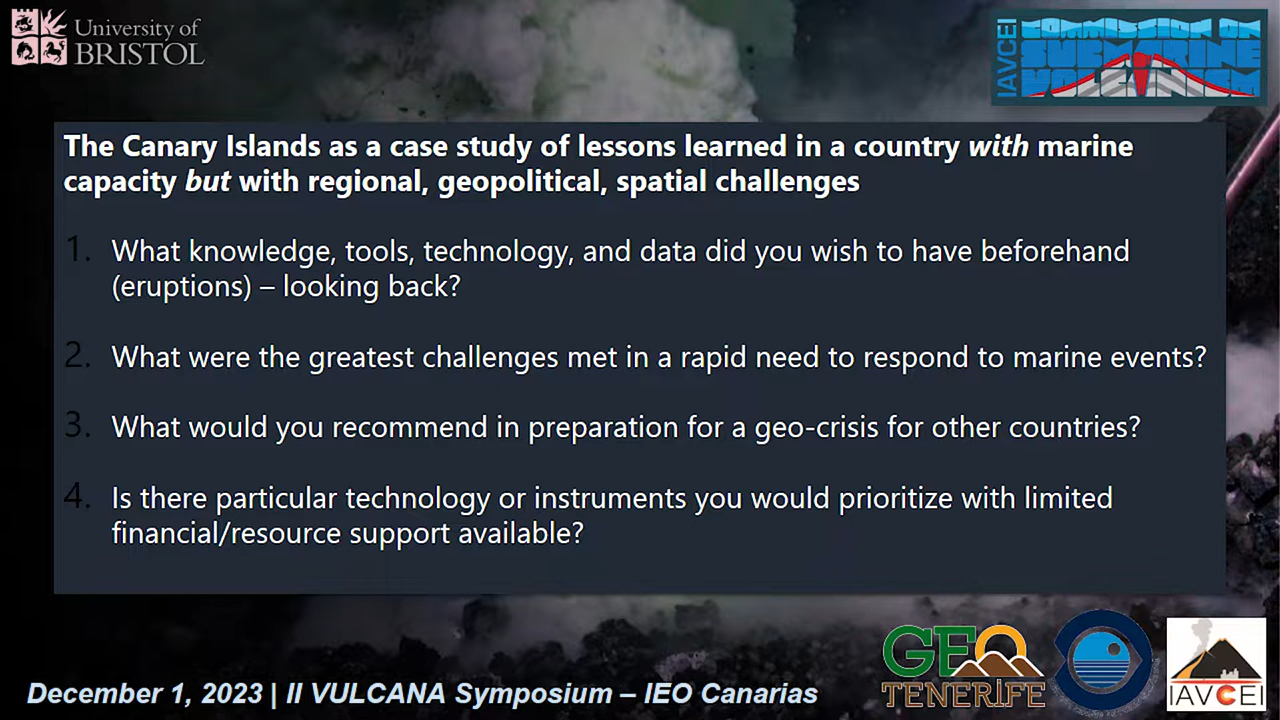 University of
BRISTOL
IAVCEI
COMMISSION ON
SUBMARINE
VOLCANISM
The Canary Islands as a case study of lessons learned in a country with marine
capacity but with regional, geopolitical, spatial challenges
1. What knowledge, tools, technology, and data did you wish to have beforehand
(eruptions) – looking back?
2. What were the greatest challenges met in a rapid need to respond to marine events?
3. What would you recommend in preparation for a geo-crisis for other countries?
4. Is there particular technology or instruments you would prioritize with limited
financial/resource support available?
GEO
TENERIFE
IAVCEI
December 1, 2023 | II VULCANA Symposium – IEO Canarias